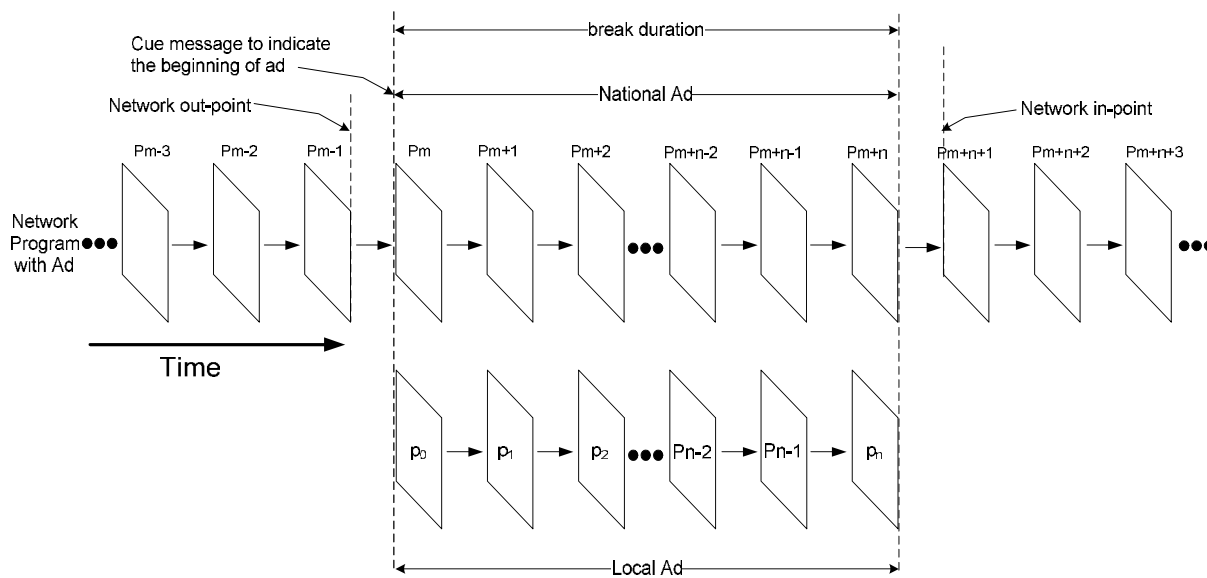 break duration
Cue message to indicate
the beginning of ad
National Ad
Network out-point
Network in-point
Pm-3
Pm-2
Pm-1
Pm
Pm+1
Pm+2
Pm+n-2
Pm+n-1
Pm+n
Pm+n+1
Pm+n+2
Pm+n+3
Network
Program
with Ad
Time
p₀
p₁
p₂
Pn-2
Pn-1
pₙ
Local Ad